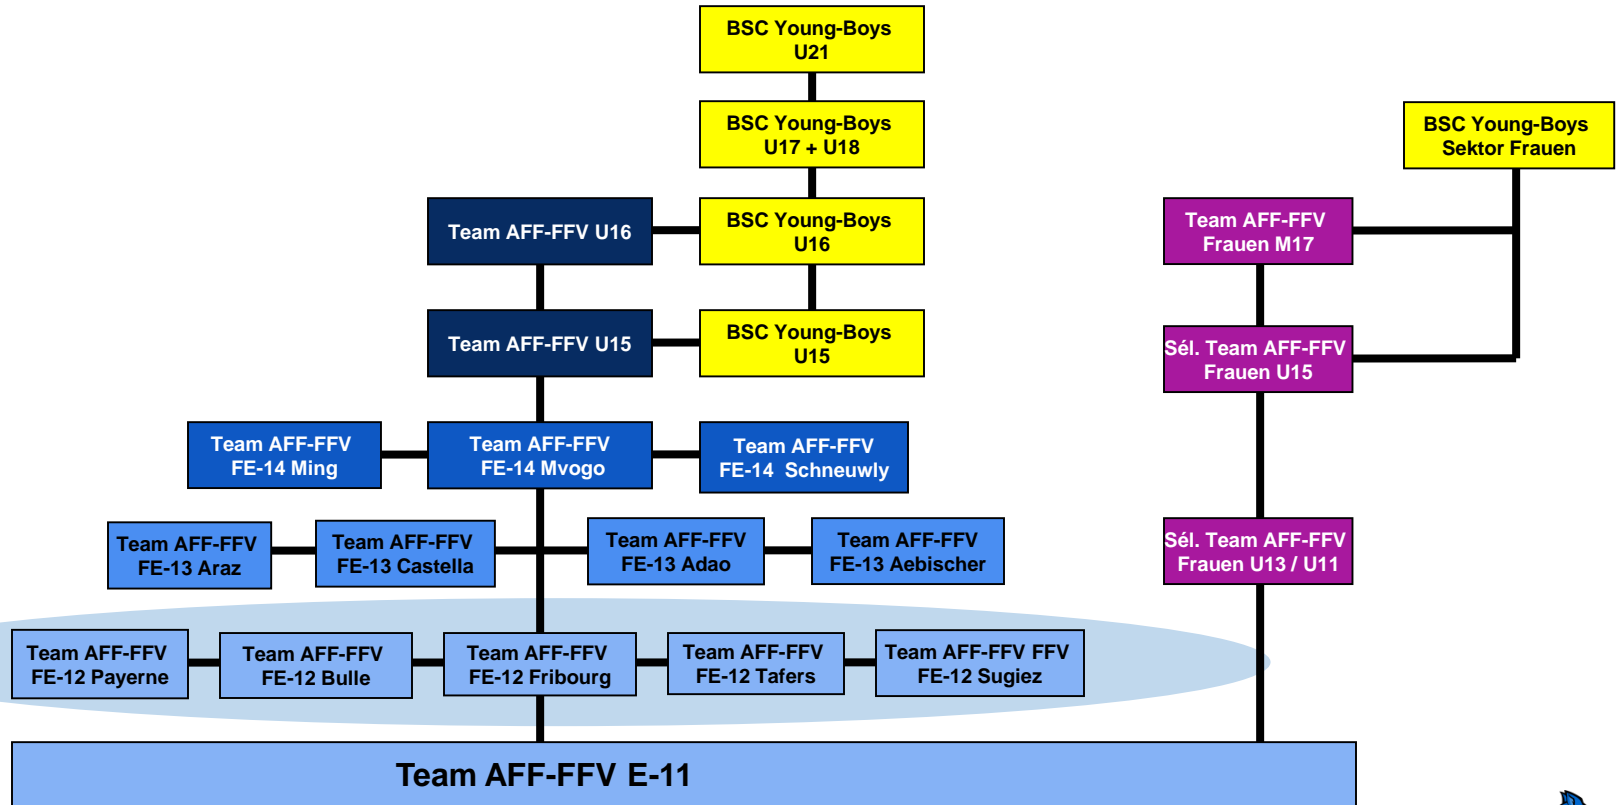 BSC Young-Boys
U21
BSC Young-Boys
U17 + U18
BSC Young-Boys
Sektor Frauen
Team AFF-FFV U16
BSC Young-Boys
U16
Team AFF-FFV
Frauen M17
Team AFF-FFV U15
BSC Young-Boys
U15
Sél. Team AFF-FFV
Frauen U15
Team AFF-FFV
FE-14 Ming
Team AFF-FFV
FE-14 Mvogo
Team AFF-FFV
FE-14 Schneuwly
Team AFF-FFV
FE-13 Araz
Team AFF-FFV
FE-13 Castella
Team AFF-FFV
FE-13 Adao
Team AFF-FFV
FE-13 Aebischer
Sél. Team AFF-FFV
Frauen U13 / U11
Team AFF-FFV
FE-12 Payerne
Team AFF-FFV
FE-12 Bulle
Team AFF-FFV
FE-12 Fribourg
Team AFF-FFV
FE-12 Tafers
Team AFF-FFV FFV
FE-12 Sugiez
Team AFF-FFV E-11